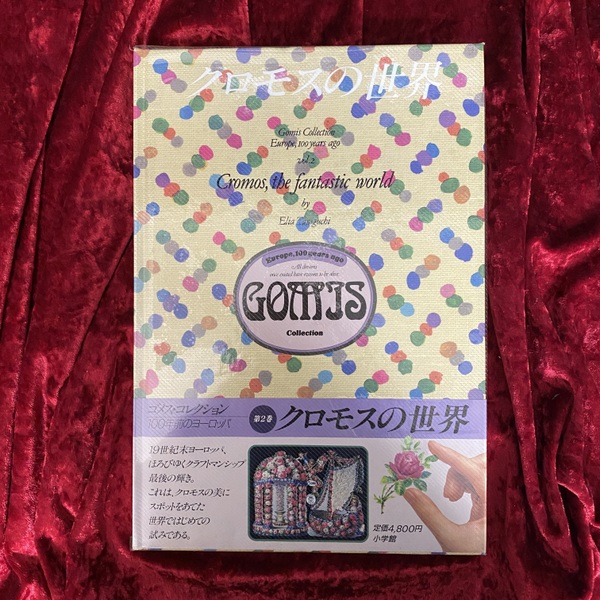 クロモスの世界
Gomis Collection
Europe, 100 years ago
vol.2
Cromos, the fantastic world
by
Elia
Europe, 100 years ago
GOMIS
Collection
ゴメス・コレクション
100年前のヨーロッパ
第2巻
クロモスの世界
19世紀末ヨーロッパ、
ほろびゆくクラフトマンシップ
最後の輝き。
これは、クロモスの美に
スポットをあてた
世界ではじめての
試みである。
定価4,800円
小学館